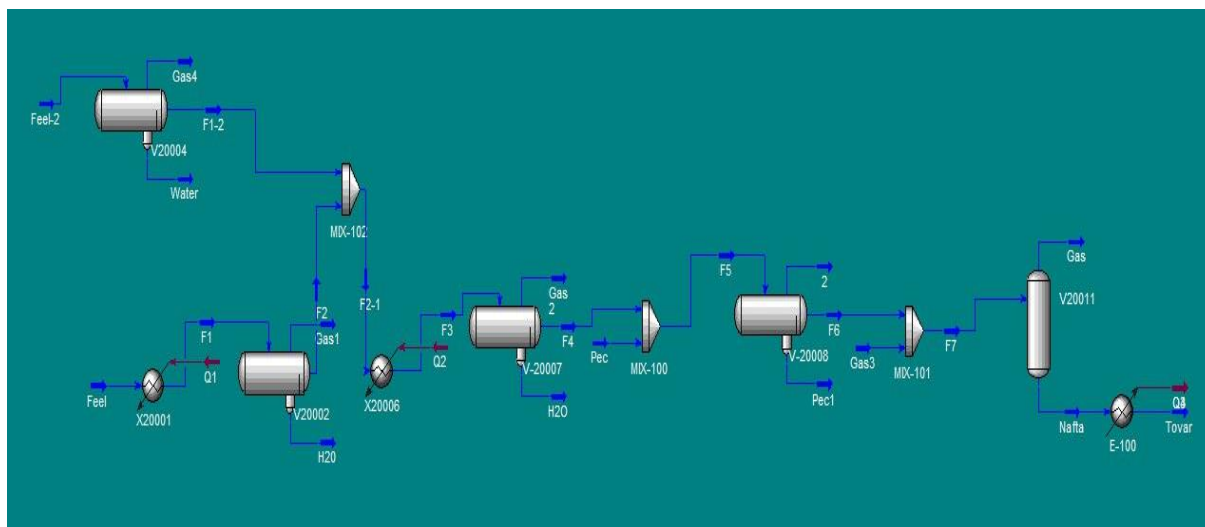 Gas4
Feel-2
F1-2
V20004
Water
MIX-102
F2
F2-1
F1
Gas1
Q1
Feel
X20001
V20002
H20
F3
Q2
X20006
Gas
2
F4
V-20007
H2O
Pec
MIX-100
F5
2
F6
V-20008
Pec1
Gas3
MIX-101
F7
Gas
V20011
Nafta
E-100
Tovar